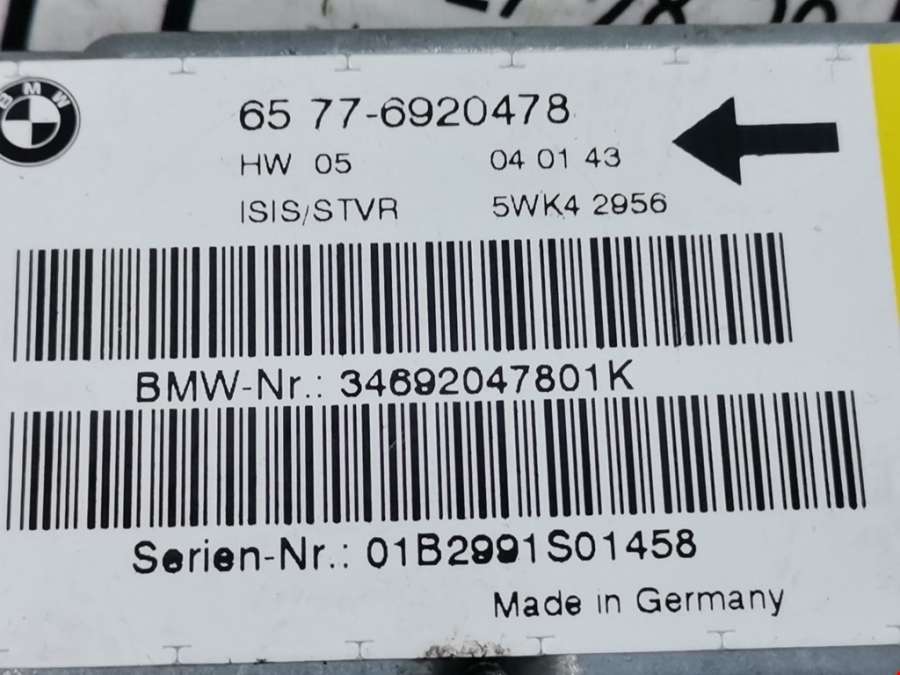 BMW
65 77-6920478
HW 05 04 01 43
ISIS/STVR 5WK4 2956
BMW-Nr.: 34692047801K
Serien-Nr.: 01B2991S01458
Made in Germany